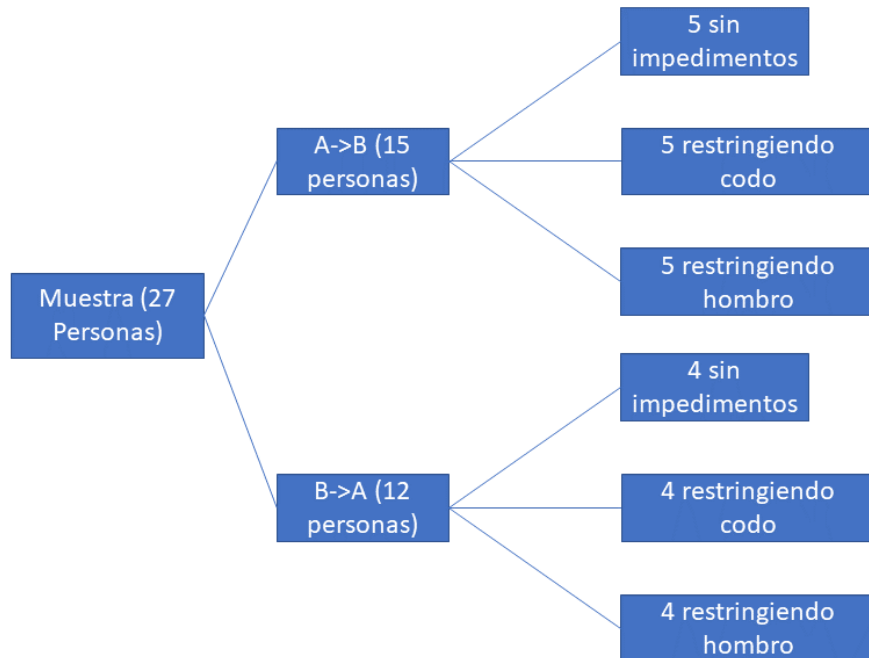 Muestra (27
Personas)
A->B (15
personas)
5 sin
impedimentos
5 restringiendo
codo
5 restringiendo
hombro
B->A (12
personas)
4 sin
impedimentos
4 restringiendo
codo
4 restringiendo
hombro